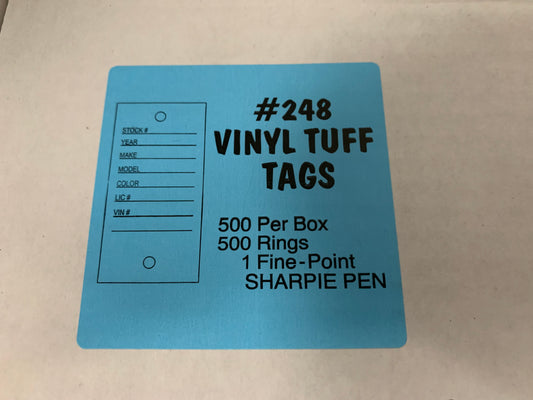 STOCK #
YEAR
MAKE
MODEL
COLOR
LIC #
VIN #
#248
VINYL TUFF
TAGS
500 Per Box
500 Rings
1 Fine-Point
SHARPIE PEN